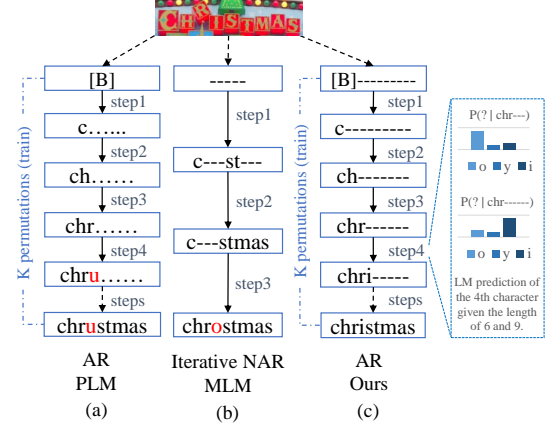 CHRISTMAS
[B]
step1
c…...
step2
ch……
step3
chr……
step4
chru……
steps
chrustmas
K permutations (train)
AR
PLM
(a)
-----
step1
c---st---
step2
c---stmas
step3
chrostmas
Iterative NAR
MLM
(b)
[B]---------
step1
c---------
step2
ch-------
step3
chr------
step4
chri-----
steps
christmas
K permutations (train)
AR
Ours
(c)
P(? | chr---)
o y i
P(? | chr------)
o y i
LM prediction of
the 4th character
given the length
of 6 and 9.